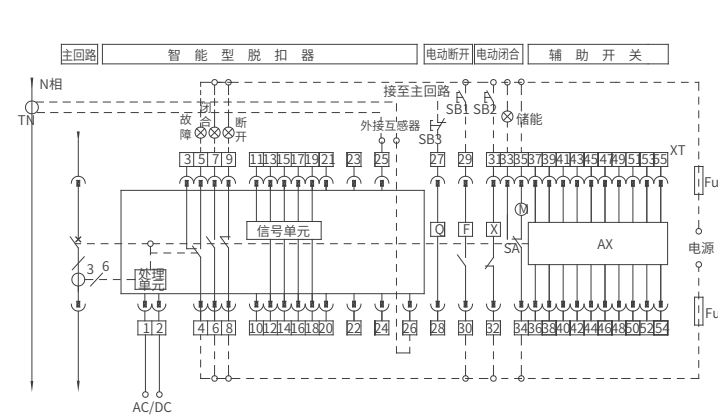 主回路 智能型脱扣器 电动断开 电动闭合 辅助开关
N相
接至主回路
TN
故障 闭合 断开
外接互感器
SB1 SB2
储能
SB3
XT
3 5 7 9 11 13 15 17 19 21 23 25 27 29 31 33 35 37 39 41 43 45 47 49 51 53 55
Fu
M
信号单元
Q F X
SA
AX
电源
3 6
处理单元
Fu
1 2 4 6 8 10 12 14 16 18 20 22 24 26 28 30 32 34 36 38 40 42 44 46 48 50 52 54
AC/DC